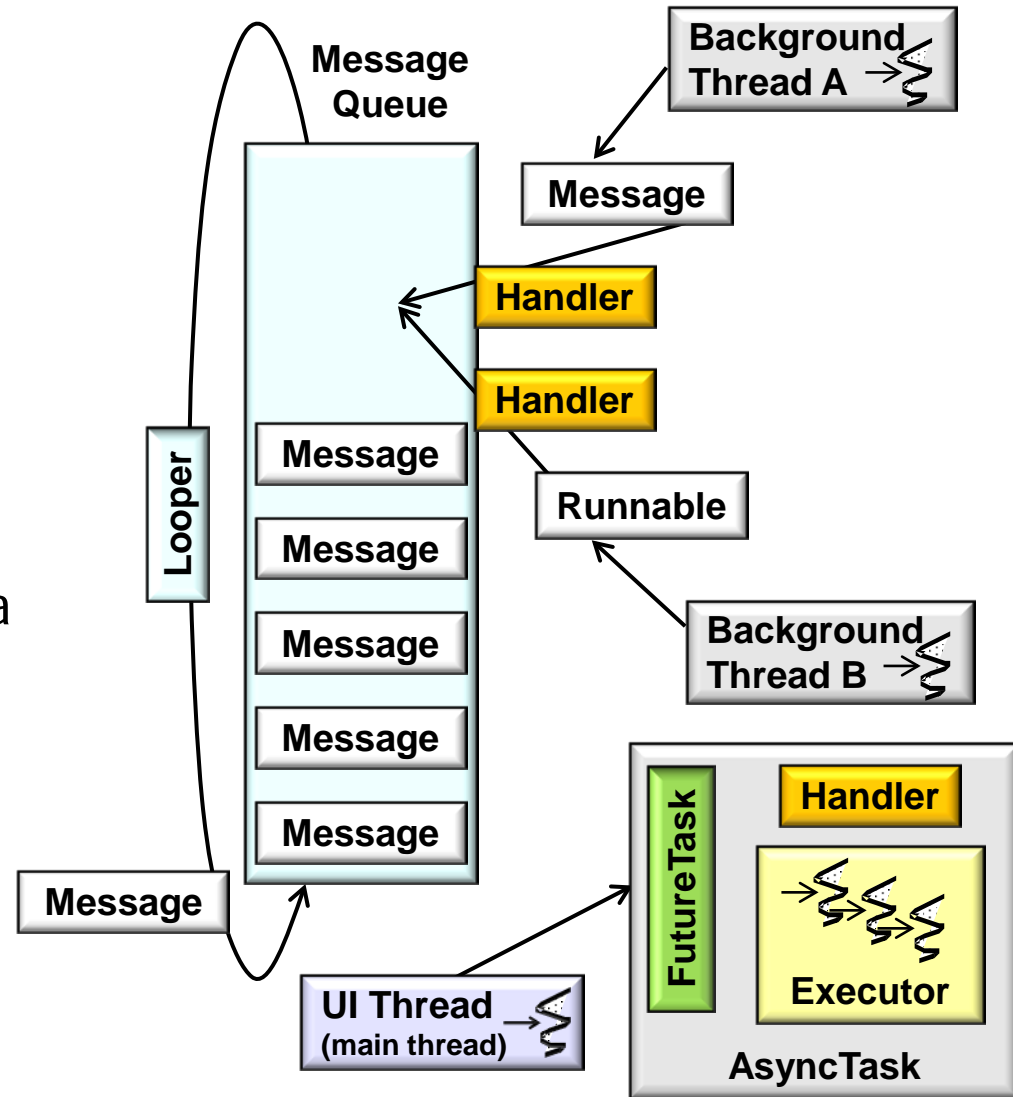 Message
Queue
Background
Thread A
Message
Handler
Handler
Message
Looper
Message
Runnable
a
Message
Background
Thread B
Message
Message
Message
FutureTask
Handler
Executor
UI Thread
(main thread)
AsyncTask